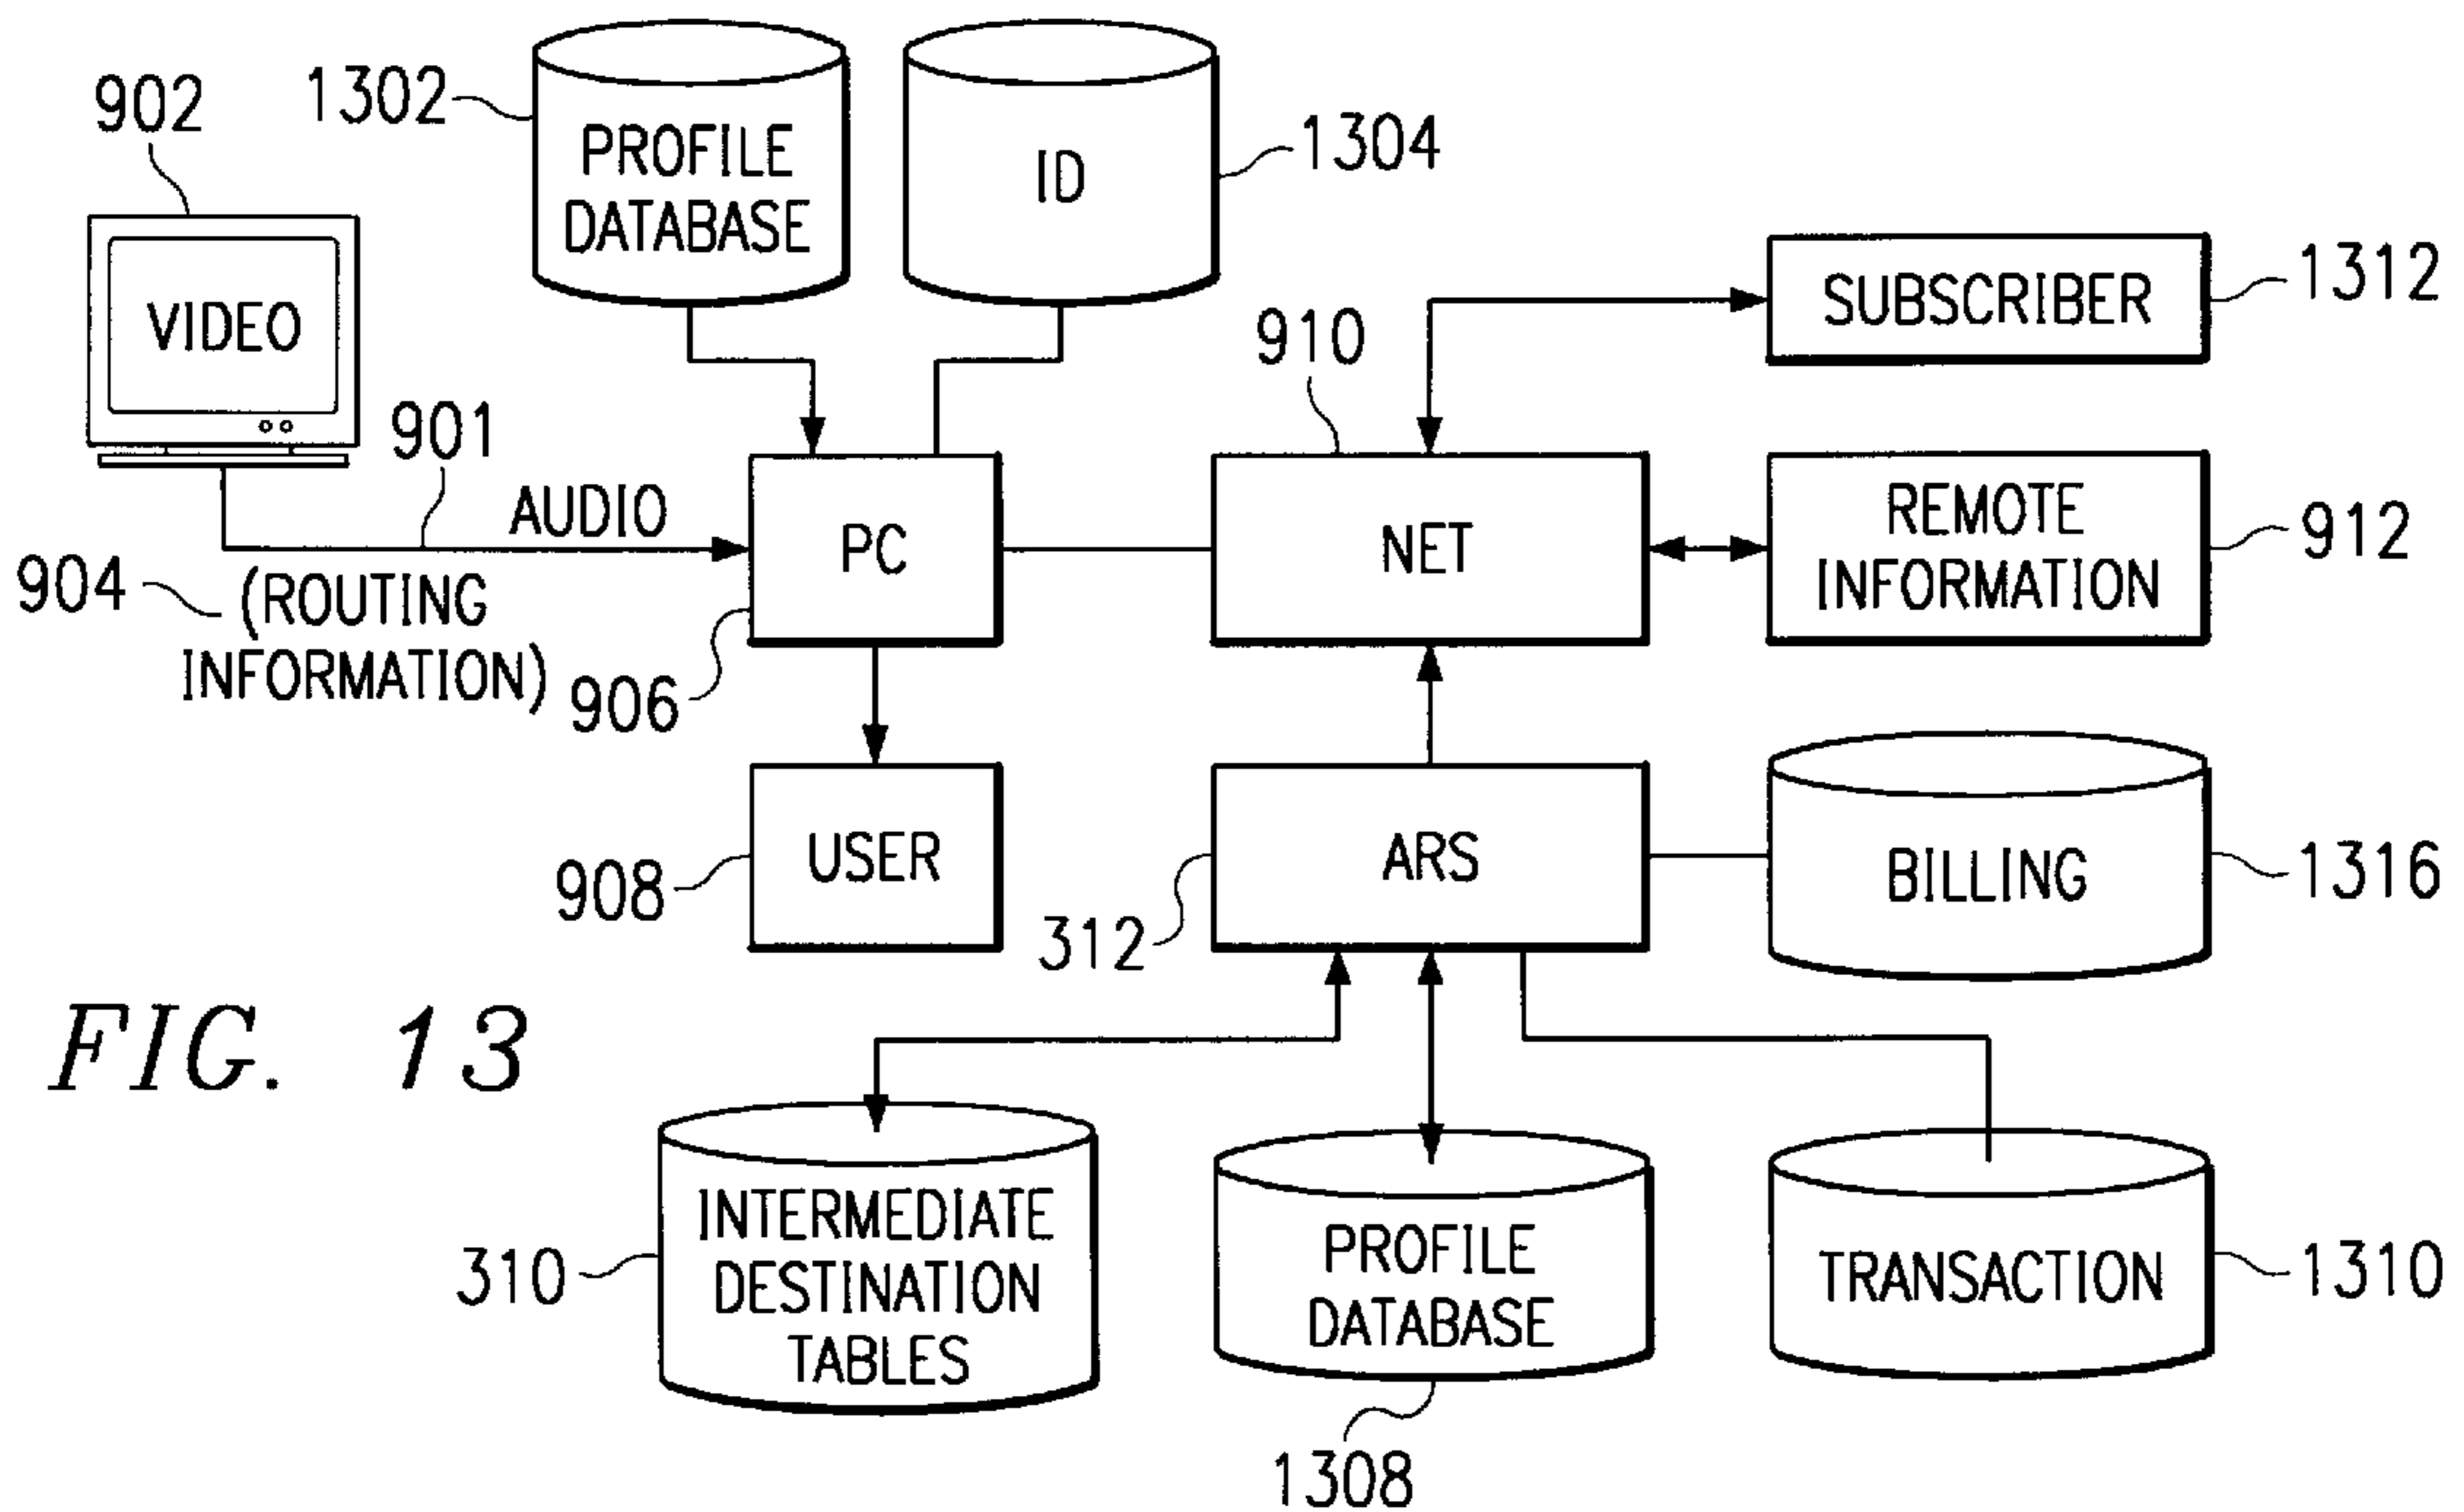 902
1302
PROFILE
DATABASE
ID
1304
VIDEO
SUBSCRIBER
1312
910
901
AUDIO
904
(ROUTING
INFORMATION)
906
PC
NET
REMOTE
INFORMATION
912
USER
908
ARS
312
BILLING
1316
FIG. 13
310
INTERMEDIATE
DESTINATION
TABLES
PROFILE
DATABASE
1308
TRANSACTION
1310